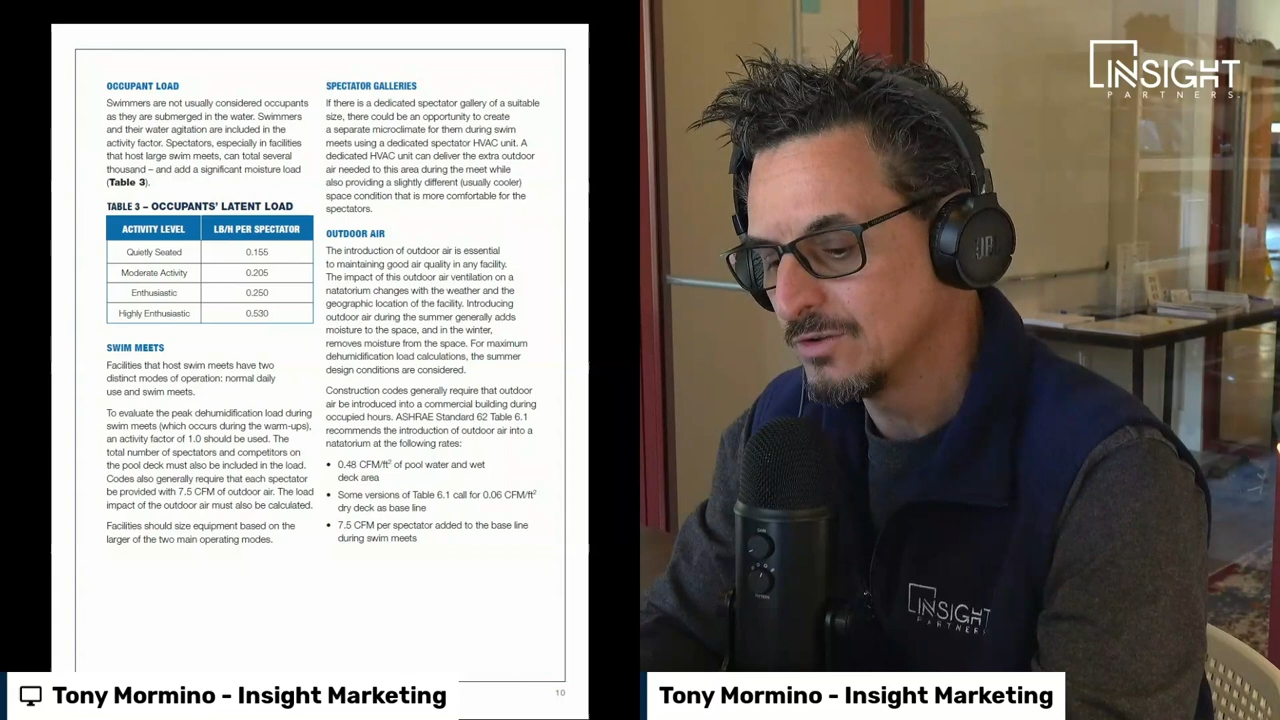 OCCUPANT LOAD
Swimmers are not usually considered occupants
as they are submerged in the water. Swimmers
and their water agitation are included in the
activity factor. Spectators, especially in facilities
that host large swim meets, can total several
thousand – and add a significant moisture load
(Table 3).
TABLE 3 – OCCUPANTS' LATENT LOAD
ACTIVITY LEVEL LB/H PER SPECTATOR
Quietly Seated 0.155
Moderate Activity 0.205
Enthusiastic 0.250
Highly Enthusiastic 0.530
SWIM MEETS
Facilities that host swim meets have two
distinct modes of operation: normal daily
use and swim meets.
To evaluate the peak dehumidification load during
swim meets (which occurs during the warm-ups),
an activity factor of 1.0 should be used. The
total number of spectators and competitors on
the pool deck must also be included in the load.
Codes also generally require that each spectator
be provided with 7.5 CFM of outdoor air. The load
impact of the outdoor air must also be calculated.
Facilities should size equipment based on the
larger of the two main operating modes.
SPECTATOR GALLERIES
If there is a dedicated spectator gallery of a suitable
size, there could be an opportunity to create
a separate microclimate for them during swim
meets using a dedicated spectator HVAC unit. A
dedicated HVAC unit can deliver the extra outdoor
air needed to this area during the meet while
also providing a slightly different (usually cooler)
space condition that is more comfortable for the
spectators.
OUTDOOR AIR
The introduction of outdoor air is essential
to maintaining good air quality in any facility.
The impact of this outdoor air ventilation on a
natatorium changes with the weather and the
geographic location of the facility. Introducing
outdoor air during the summer generally adds
moisture to the space, and in the winter,
removes moisture from the space. For maximum
dehumidification load calculations, the summer
design conditions are considered.
Construction codes generally require that outdoor
air be introduced into a commercial building during
occupied hours. ASHRAE Standard 62 Table 6.1
recommends the introduction of outdoor air into a
natatorium at the following rates:
• 0.48 CFM/ft² of pool water and wet
deck area
• Some versions of Table 6.1 call for 0.06 CFM/ft²
dry deck as base line
• 7.5 CFM per spectator added to the base line
during swim meets
10
Tony Mormino - Insight Marketing
INSIGHT
PARTNERS.
JBL
INSIGHT
PARTNERS
Tony Mormino - Insight Marketing